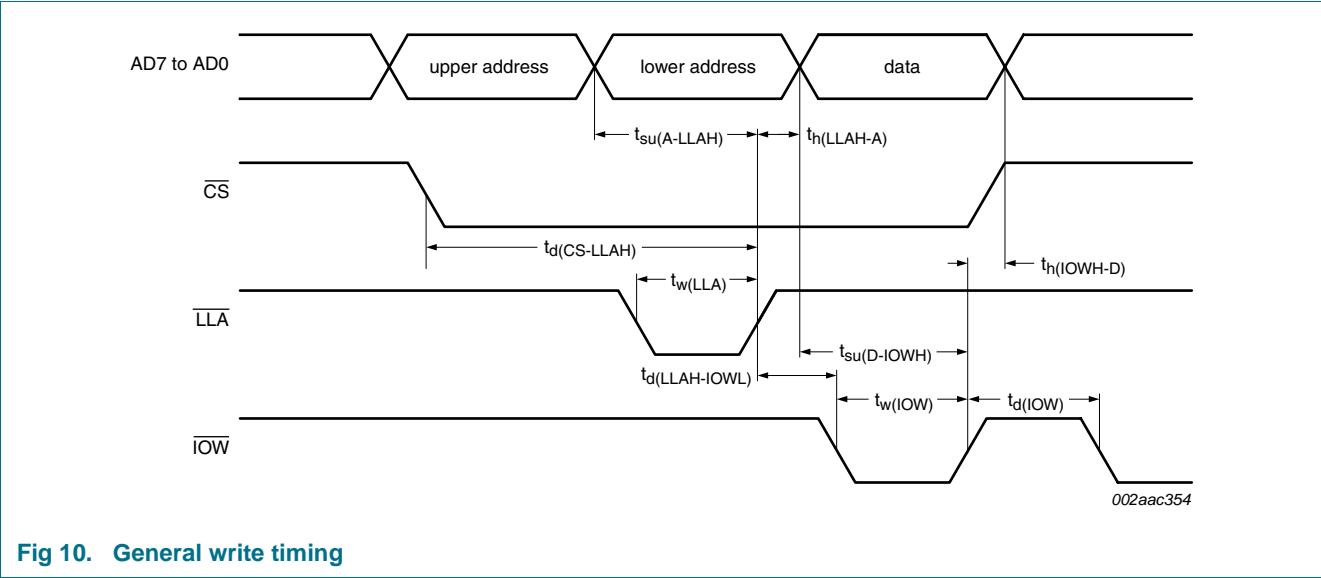 AD7 to AD0
upper address
lower address
data
tsu(A-LLAH)
th(LLAH-A)
CS
td(CS-LLAH)
th(IOWH-D)
tw(LLA)
LLA
tsu(D-IOWH)
td(LLAH-IOWL)
tw(IOW)
td(IOW)
IOW
002aac354
Fig 10. General write timing